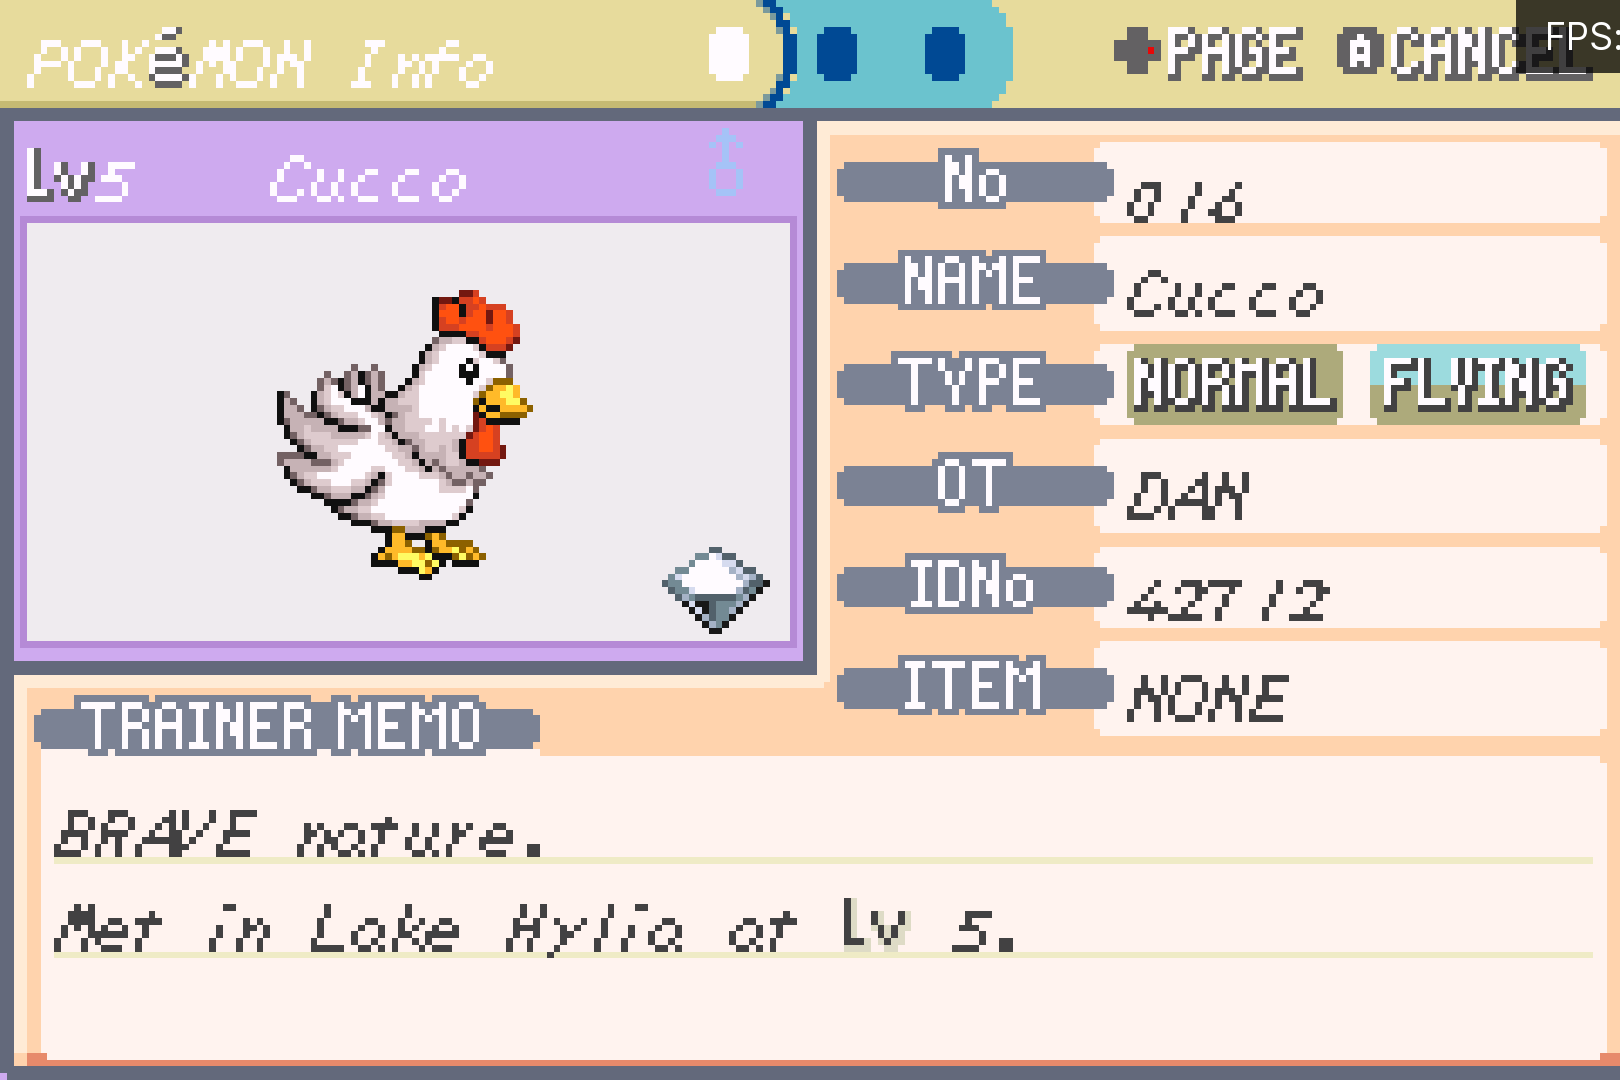 POKéMON Info
PAGE A CANCEL
FPS:
Lv5 Cucco ♂
No 016
NAME Cucco
TYPE NORMAL FLYING
OT DAN
IDNo 42712
ITEM NONE
TRAINER MEMO
BRAVE nature.
Met in Lake Hylia at Lv 5.